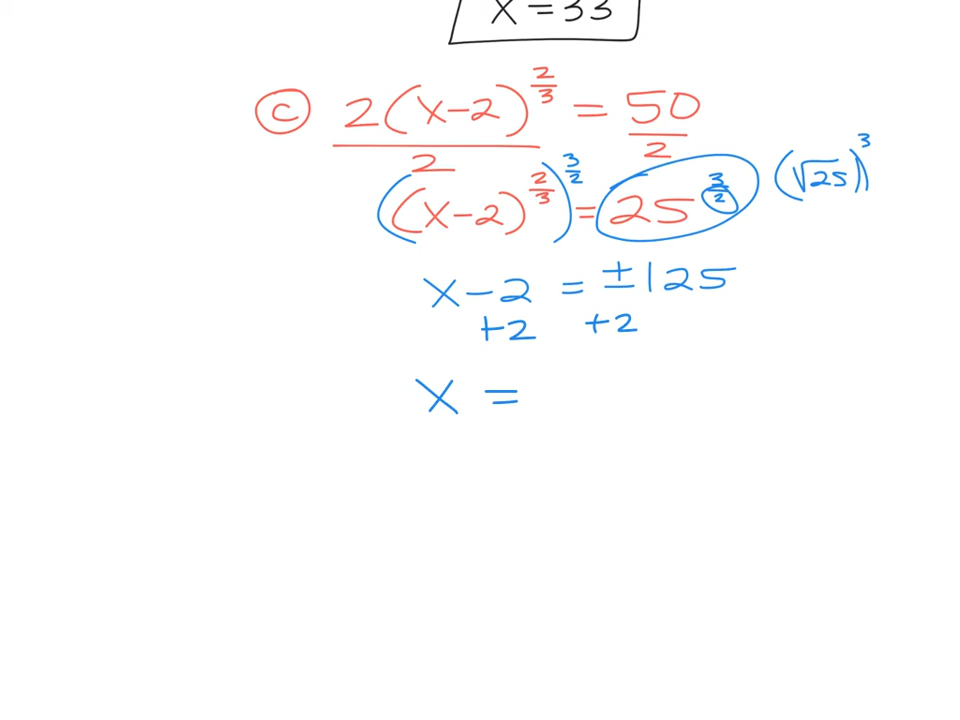 x = 33
ⓒ 2(x-2)^(2/3) = 50
2 2
((x-2)^(2/3))^(3/2) = 25^(3/2) (√25)^3
x-2 = ±125
+2 +2
x =